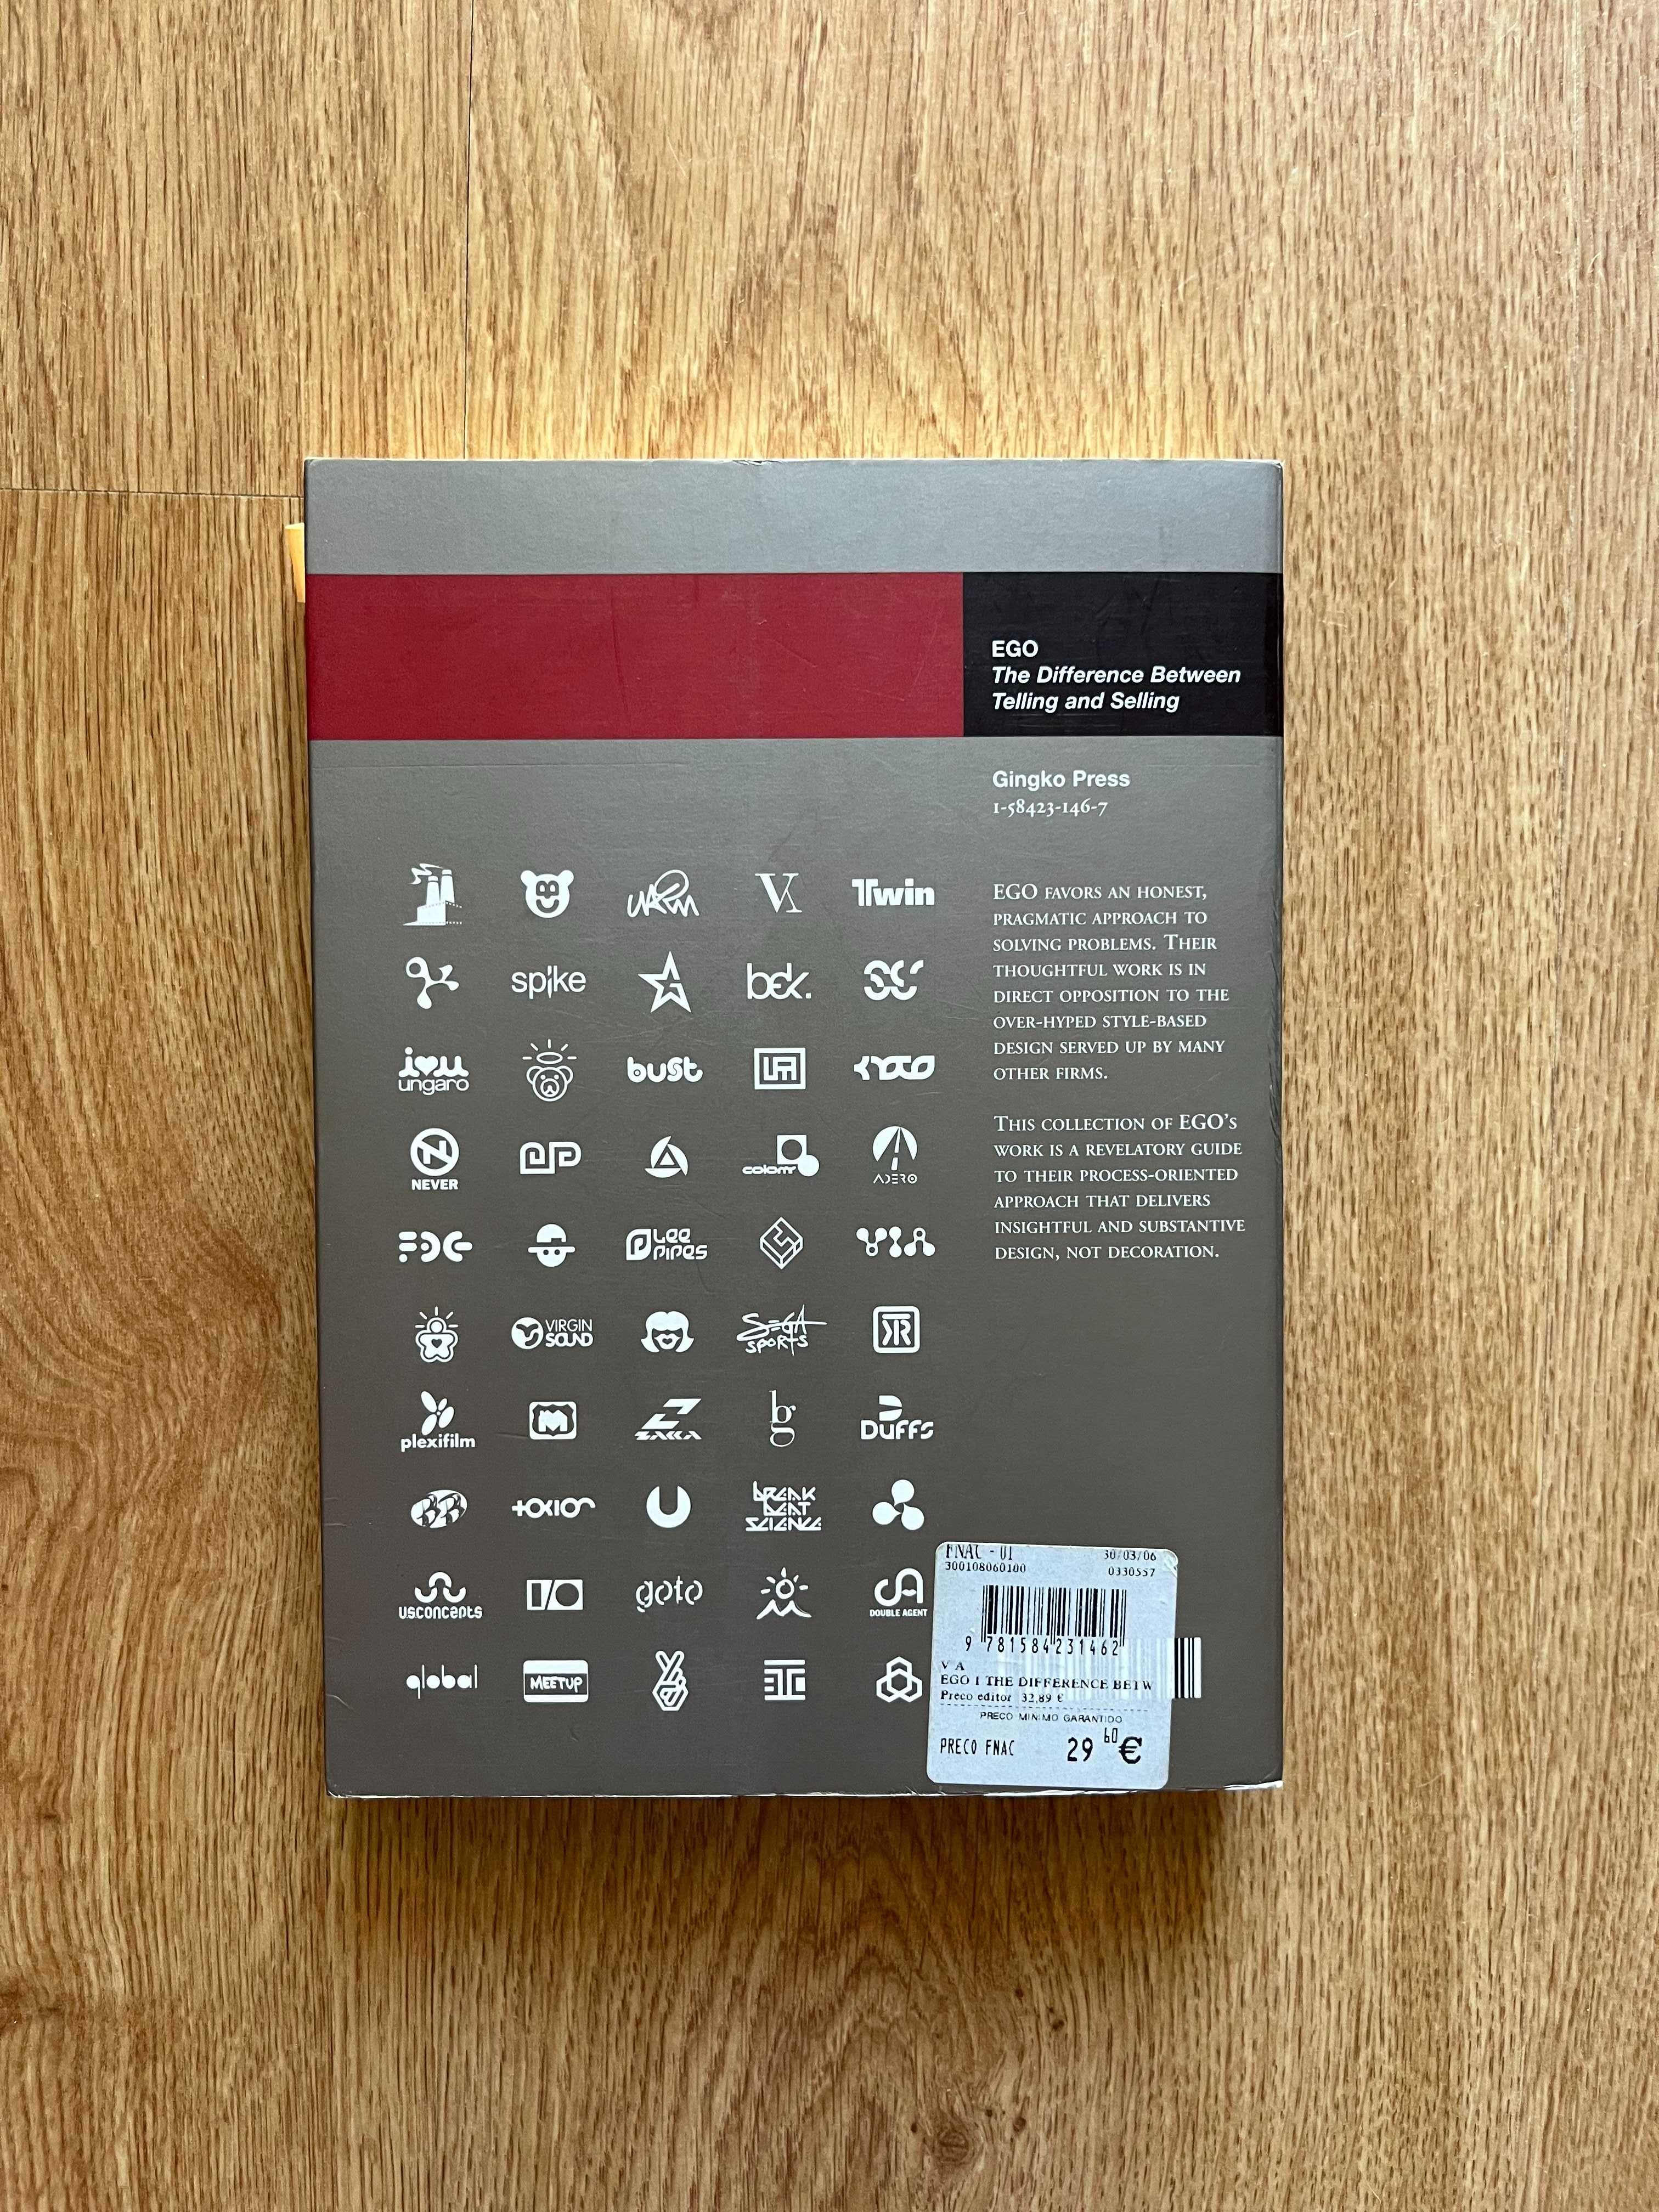 EGO
The Difference Between
Telling and Selling
Gingko Press
1-58423-146-7
EGO FAVORS AN HONEST,
PRAGMATIC APPROACH TO
SOLVING PROBLEMS. THEIR
THOUGHTFUL WORK IS IN
DIRECT OPPOSITION TO THE
OVER-HYPED STYLE-BASED
DESIGN SERVED UP BY MANY
OTHER FIRMS.
THIS COLLECTION OF EGO'S
WORK IS A REVELATORY GUIDE
TO THEIR PROCESS-ORIENTED
APPROACH THAT DELIVERS
INSIGHTFUL AND SUBSTANTIVE
DESIGN, NOT DECORATION.
Twin
spike
bck.
i♥u
ungaro
bust
NEVER
ADERO
Lee
Pipes
VIRGIN
SOUND
SEGA
SPORTS
plexifilm
M
ZAKA
bg
DUFFS
BREAK
BEAT
SCIENCE
U.S.CONCEPTS
I/O
goto
DOUBLE AGENT
global
MEETUP
FNAC - 01 30/03/06
300108060100 0330557
9 781584 231462
V A
EGO I THE DIFFERENCE BETW
Preco editor 32,89 €
PRECO MINIMO GARANTIDO
PRECO FNAC 29 60 €